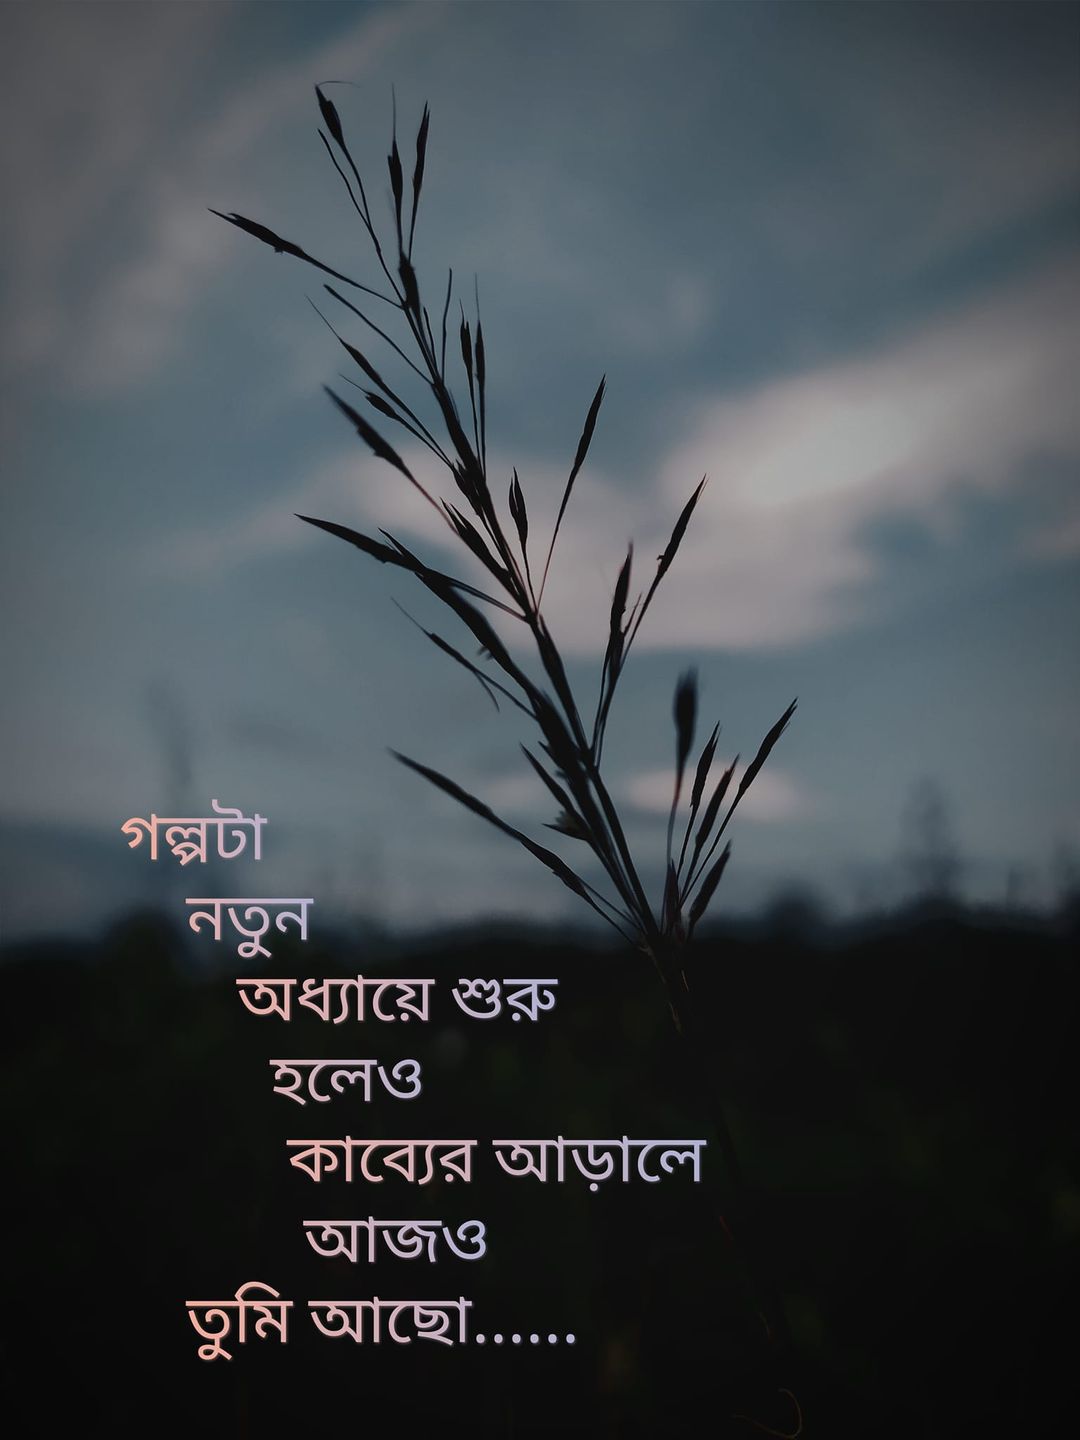 গল্পটা
নতুন
অধ্যায়ে শুরু
হলেও
কাব্যের আড়ালে
আজও
তুমি আছো......